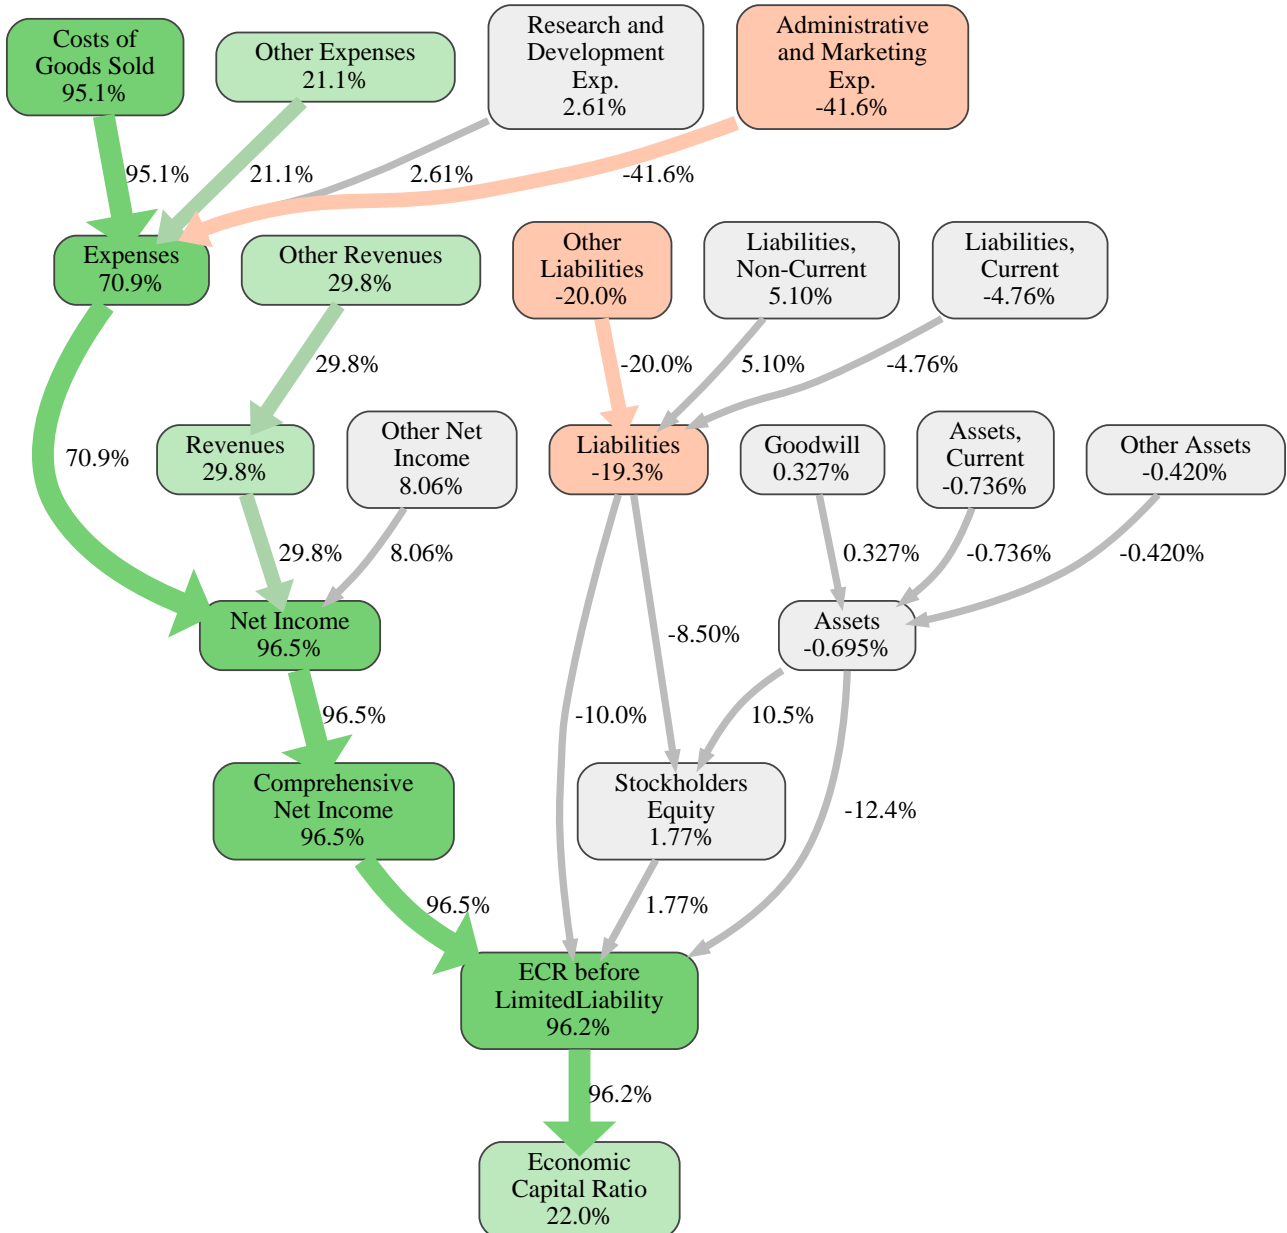 Costs of
Goods Sold
95.1%
Other Expenses
21.1%
Research and
Development
Exp.
2.61%
Administrative
and Marketing
Exp.
-41.6%
95.1%
21.1%
2.61%
-41.6%
Expenses
70.9%
Other Revenues
29.8%
Other
Liabilities
-20.0%
Liabilities,
Non-Current
5.10%
Liabilities,
Current
-4.76%
29.8%
-20.0%
5.10%
-4.76%
70.9%
Revenues
29.8%
Other Net
Income
8.06%
Liabilities
-19.3%
Goodwill
0.327%
Assets,
Current
-0.736%
Other Assets
-0.420%
29.8%
8.06%
0.327%
-0.736%
-0.420%
Net Income
96.5%
-8.50%
Assets
-0.695%
96.5%
-10.0%
10.5%
Comprehensive
Net Income
96.5%
Stockholders
Equity
1.77%
-12.4%
96.5%
1.77%
ECR before
LimitedLiability
96.2%
96.2%
Economic
Capital Ratio
22.0%